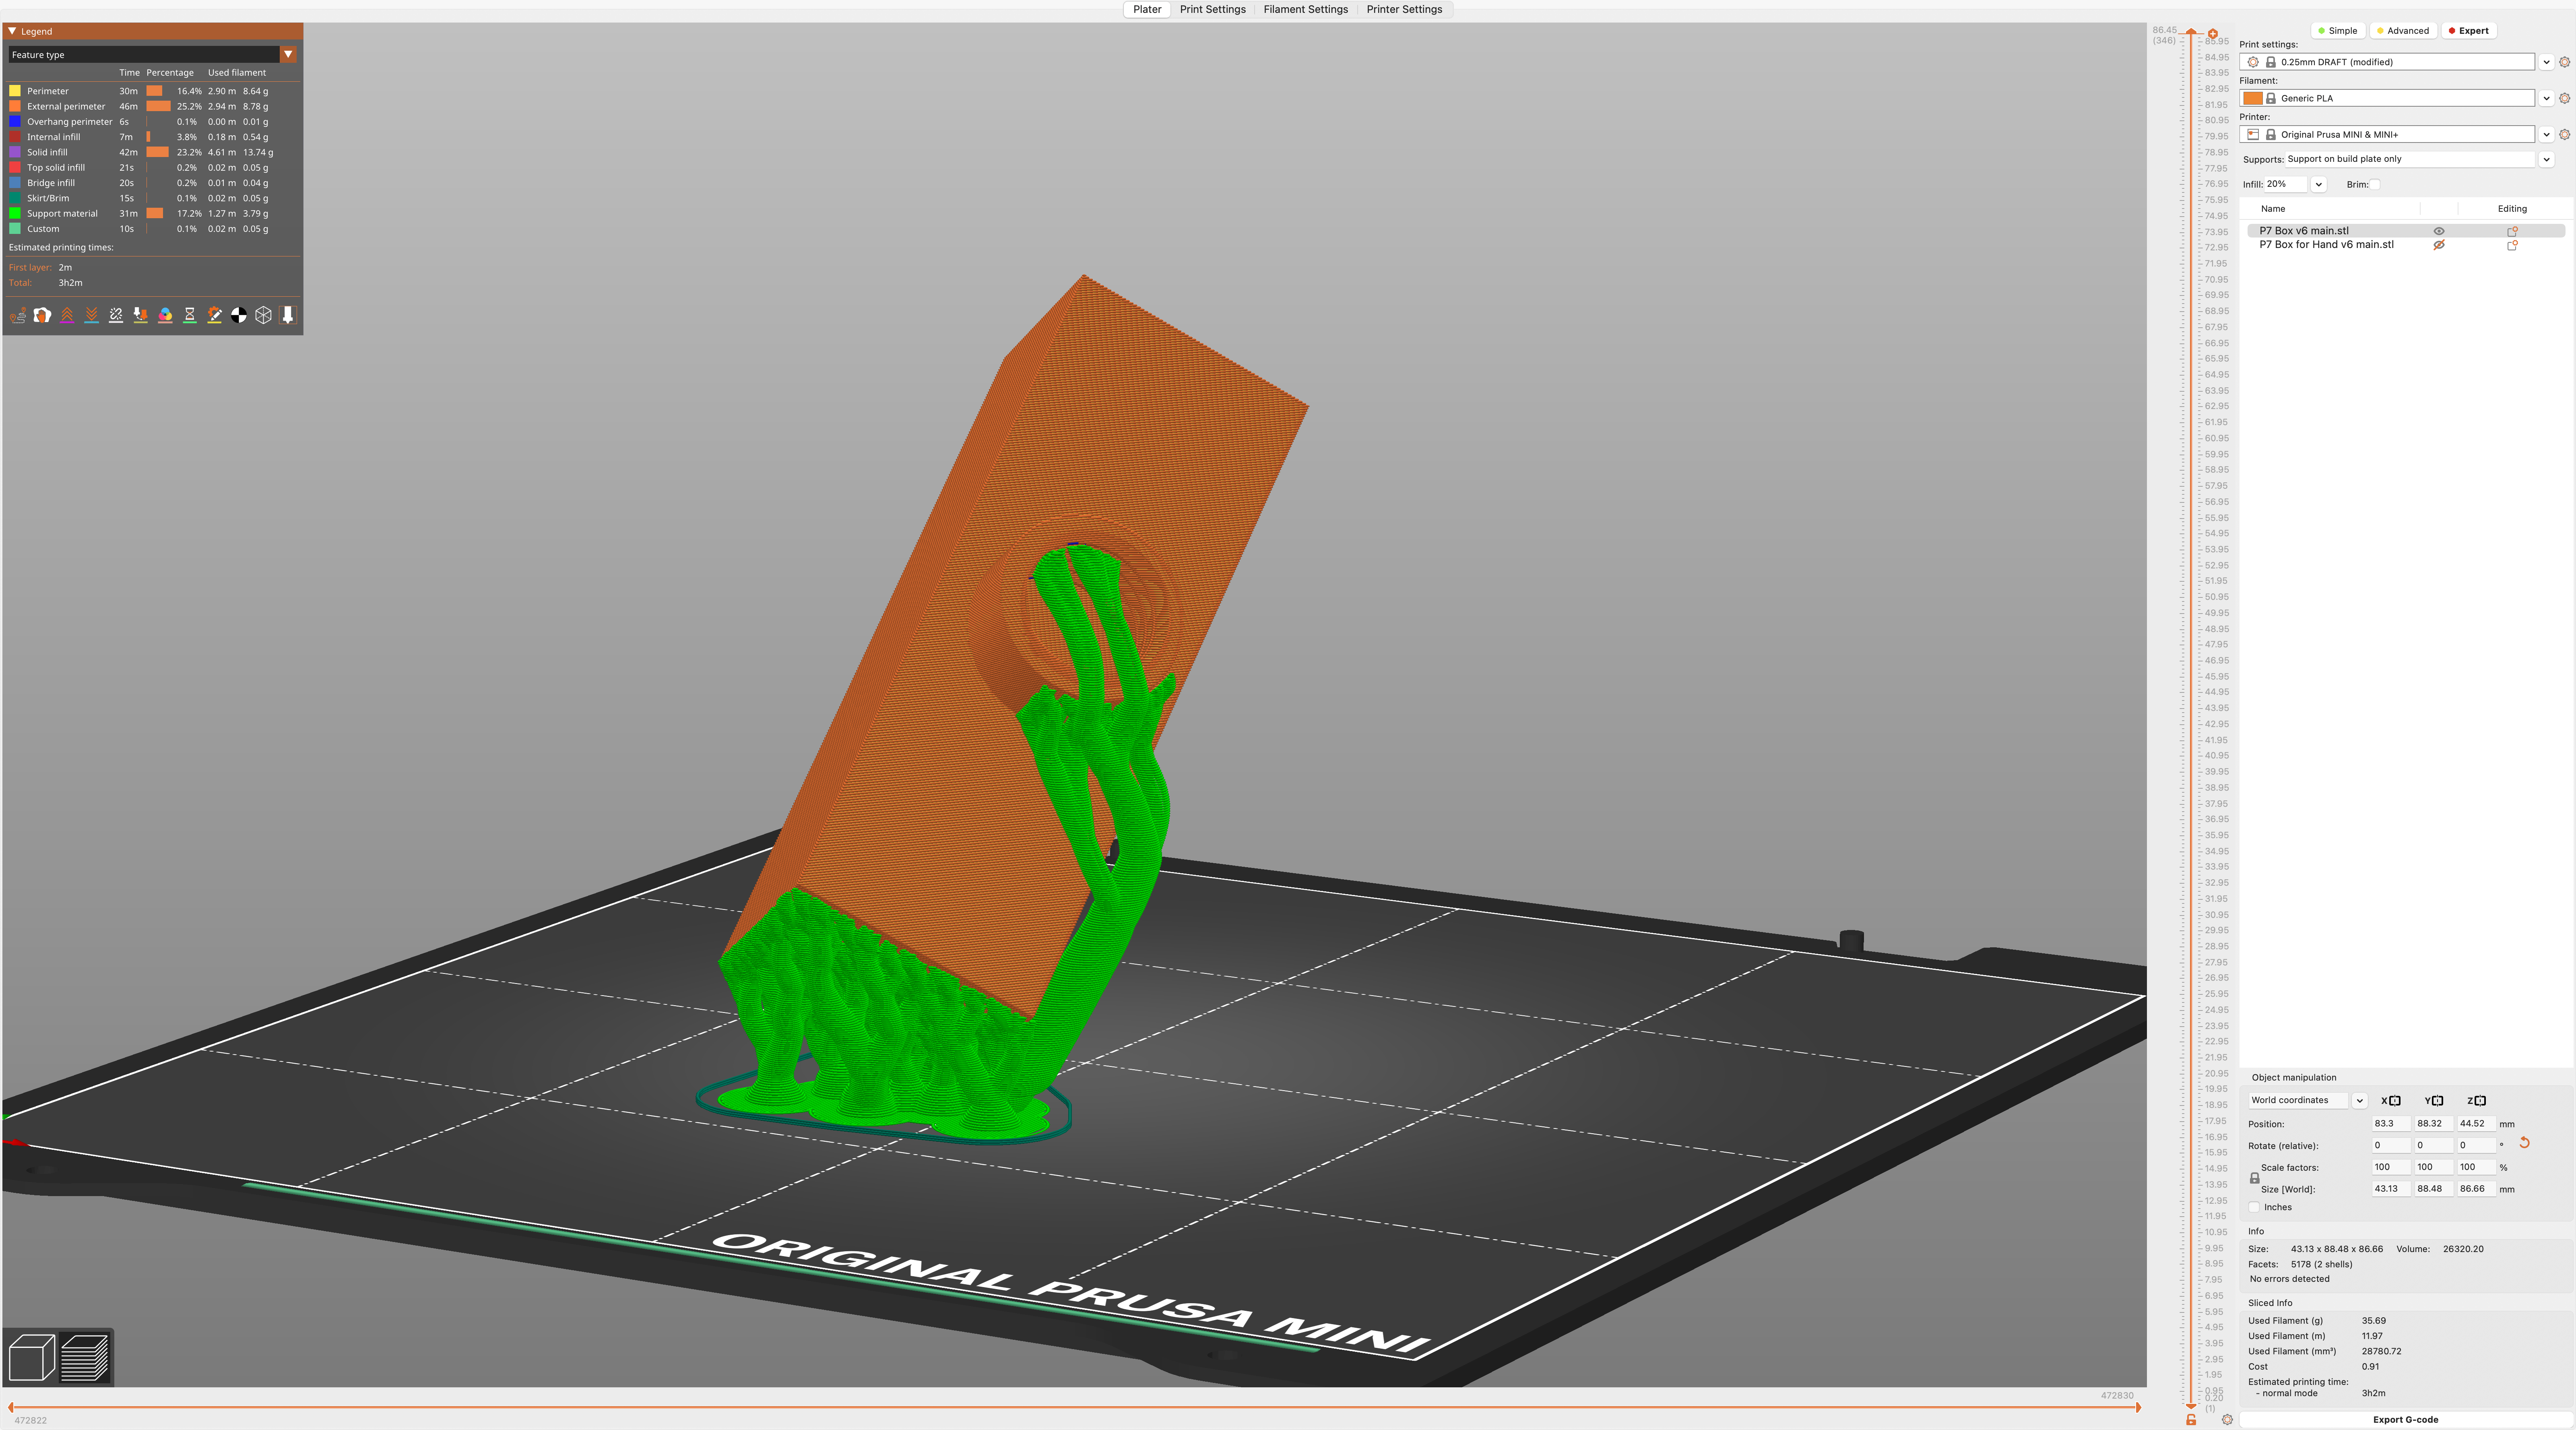 Plater Print Settings Filament Settings Printer Settings
Legend
Feature type
Time Percentage Used filament
Perimeter 30m 16.4% 2.90 m 8.64 g
External perimeter 46m 25.2% 2.94 m 8.78 g
Overhang perimeter 6s 0.1% 0.00 m 0.01 g
Internal infill 7m 3.8% 0.18 m 0.54 g
Solid infill 42m 23.2% 4.61 m 13.74 g
Top solid infill 21s 0.2% 0.02 m 0.05 g
Bridge infill 20s 0.2% 0.01 m 0.04 g
Skirt/Brim 15s 0.1% 0.02 m 0.05 g
Support material 31m 17.2% 1.27 m 3.79 g
Custom 10s 0.1% 0.02 m 0.05 g
Estimated printing times:
First layer: 2m
Total: 3h2m
ORIGINAL PRUSA MINI
472822
472830
86.45
(346)
85.95
84.95
83.95
82.95
81.95
80.95
79.95
78.95
77.95
76.95
75.95
74.95
73.95
72.95
71.95
70.95
69.95
68.95
67.95
66.95
65.95
64.95
63.95
62.95
61.95
60.95
59.95
58.95
57.95
56.95
55.95
54.95
53.95
52.95
51.95
50.95
49.95
48.95
47.95
46.95
45.95
44.95
43.95
42.95
41.95
40.95
39.95
38.95
37.95
36.95
35.95
34.95
33.95
32.95
31.95
30.95
29.95
28.95
27.95
26.95
25.95
24.95
23.95
22.95
21.95
20.95
19.95
18.95
17.95
16.95
15.95
14.95
13.95
12.95
11.95
10.95
9.95
8.95
7.95
6.95
5.95
4.95
3.95
2.95
1.95
0.95
0.20
(1)
Simple Advanced Expert
Print settings:
0.25mm DRAFT (modified)
Filament:
Generic PLA
Printer:
Original Prusa MINI & MINI+
Supports: Support on build plate only
Infill: 20% Brim:
Name Editing
P7 Box v6 main.stl
P7 Box for Hand v6 main.stl
Object manipulation
World coordinates X Y Z
Position: 83.3 88.32 44.52 mm
Rotate (relative): 0 0 0 °
Scale factors: 100 100 100 %
Size [World]: 43.13 88.48 86.66 mm
Inches
Info
Size: 43.13 x 88.48 x 86.66 Volume: 26320.20
Facets: 5178 (2 shells)
No errors detected
Sliced Info
Used Filament (g) 35.69
Used Filament (m) 11.97
Used Filament (mm³) 28780.72
Cost 0.91
Estimated printing time:
- normal mode 3h2m
Export G-code